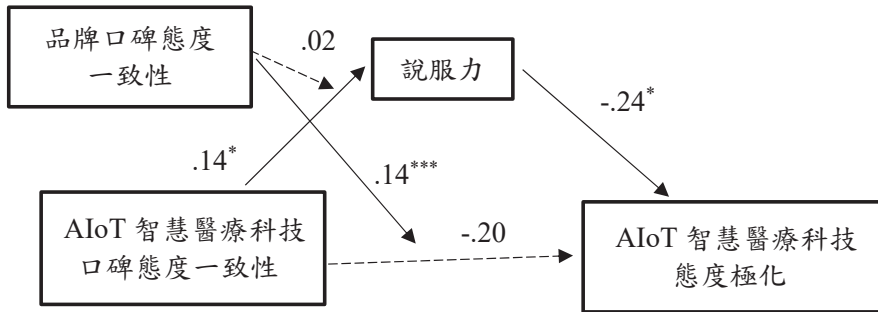 品牌口碑態度
一致性
.02
說服力
-.24*
.14*
.14***
AIoT 智慧醫療科技
口碑態度一致性
-.20
AIoT 智慧醫療科技
態度極化